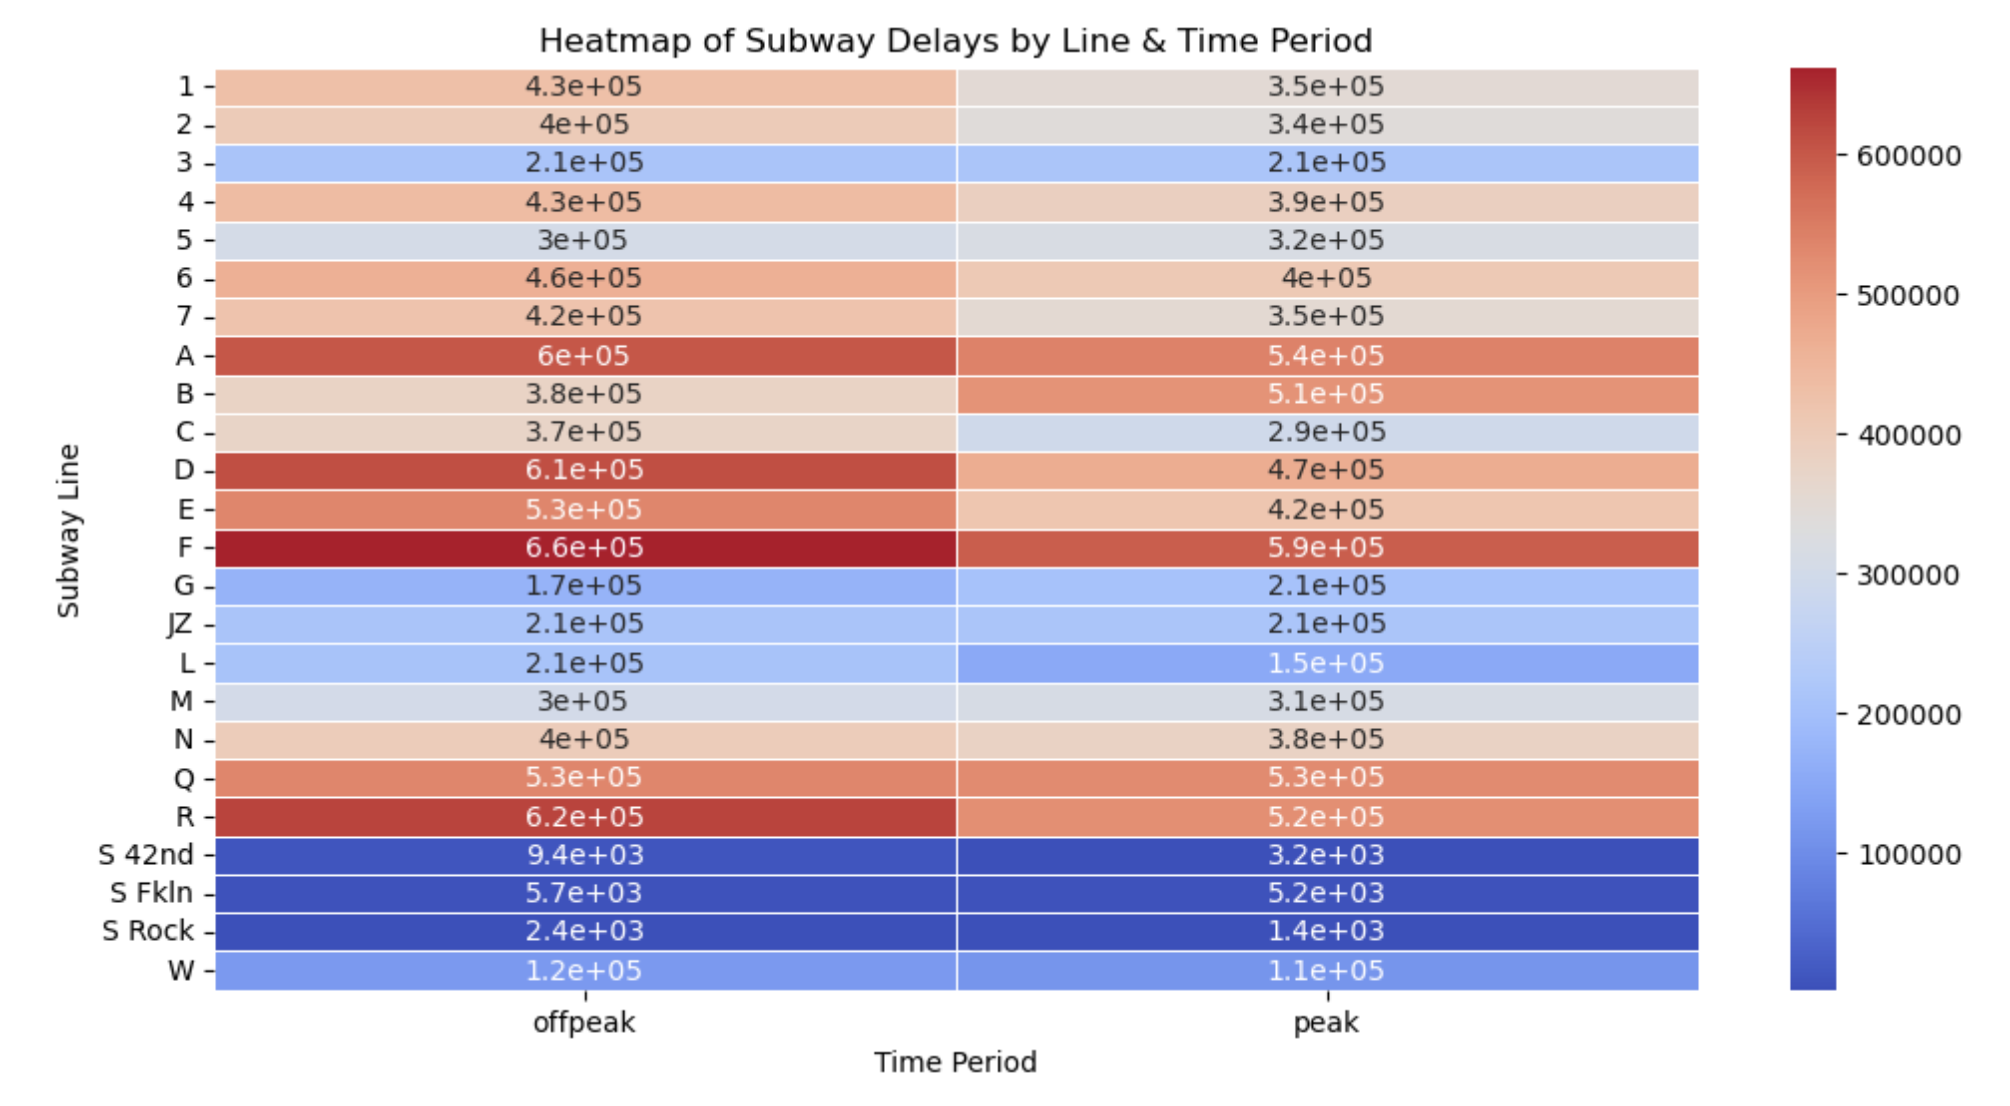 Heatmap of Subway Delays by Line & Time Period
1 4.3e+05 3.5e+05
2 4e+05 3.4e+05
3 2.1e+05 2.1e+05
4 4.3e+05 3.9e+05
5 3e+05 3.2e+05
6 4.6e+05 4e+05
7 4.2e+05 3.5e+05
A 6e+05 5.4e+05
B 3.8e+05 5.1e+05
C 3.7e+05 2.9e+05
D 6.1e+05 4.7e+05
E 5.3e+05 4.2e+05
F 6.6e+05 5.9e+05
G 1.7e+05 2.1e+05
JZ 2.1e+05 2.1e+05
L 2.1e+05 1.5e+05
M 3e+05 3.1e+05
N 4e+05 3.8e+05
Q 5.3e+05 5.3e+05
R 6.2e+05 5.2e+05
S 42nd 9.4e+03 3.2e+03
S Fkln 5.7e+03 5.2e+03
S Rock 2.4e+03 1.4e+03
W 1.2e+05 1.1e+05
offpeak peak
Time Period
Subway Line
600000
500000
400000
300000
200000
100000